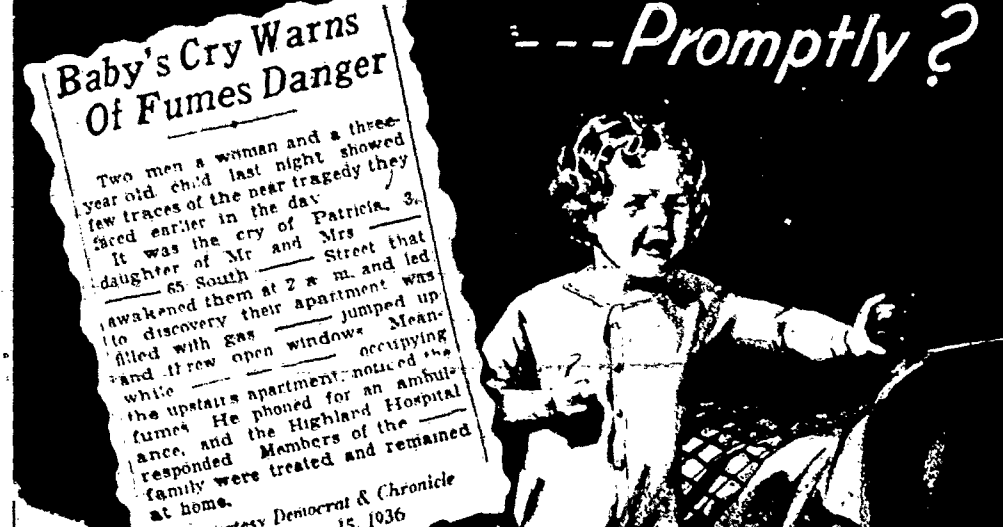 ---Promptly?
Baby's Cry Warns
Of Fumes Danger
Two men a woman and a three-
year old child last night showed
few traces of the near tragedy they
faced earlier in the day
It was the cry of Patricia, 3,
daughter of Mr and Mrs ———
——— 65 South ——— Street that
awakened them at 2 a m. and led
to discovery their apartment was
filled with gas ——— jumped up
and threw open windows Mean-
while ——— ——— occupying
the upstairs apartment, noticed the
fumes He phoned for an ambul-
ance, and the Highland Hospital
responded Members of the ———
family were treated and remained
at home.
Democrat & Chronicle
15, 1936